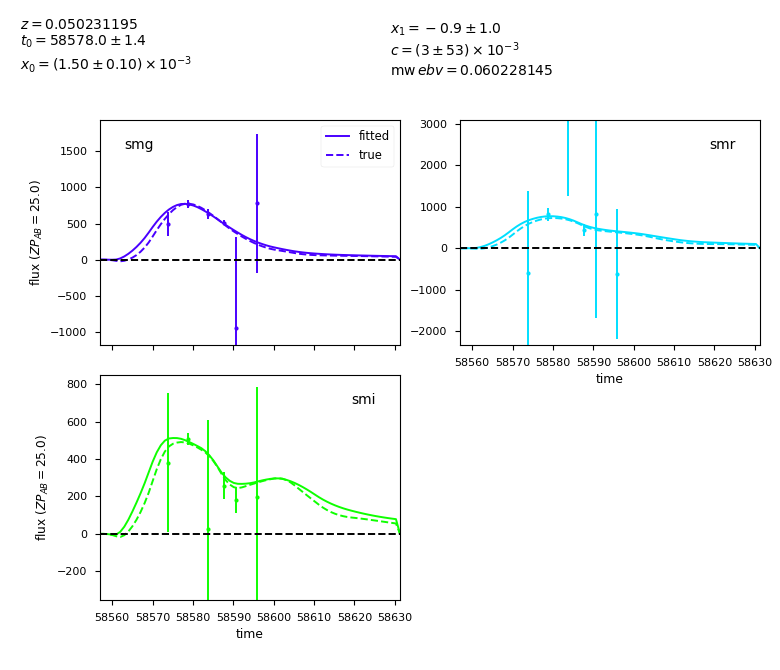 z = 0.050231195
t₀ = 58578.0 ± 1.4
x₀ = (1.50 ± 0.10) × 10⁻³
x₁ = −0.9 ± 1.0
c = (3 ± 53) × 10⁻³
mw ebv = 0.060228145
smg
fitted
true
1500
1000
500
0
−500
−1000
flux (ZP_AB = 25.0)
smr
3000
2000
1000
0
−1000
−2000
58560 58570 58580 58590 58600 58610 58620 58630
time
smi
800
600
400
200
0
−200
flux (ZP_AB = 25.0)
58560 58570 58580 58590 58600 58610 58620 58630
time